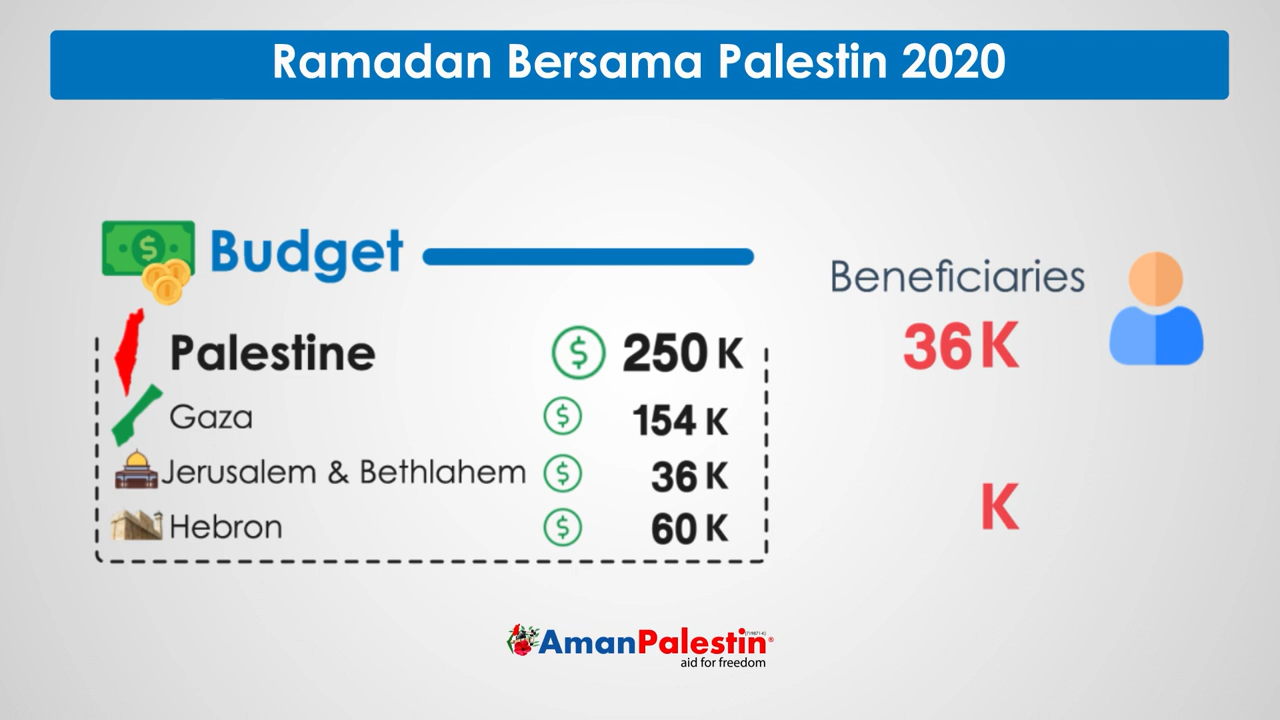 Ramadan Bersama Palestin 2020
Budget
Palestine $ 250 K
Gaza $ 154 K
Jerusalem & Bethlahem $ 36 K
Hebron $ 60 K
Beneficiaries
36 K
K
AmanPalestin®
aid for freedom